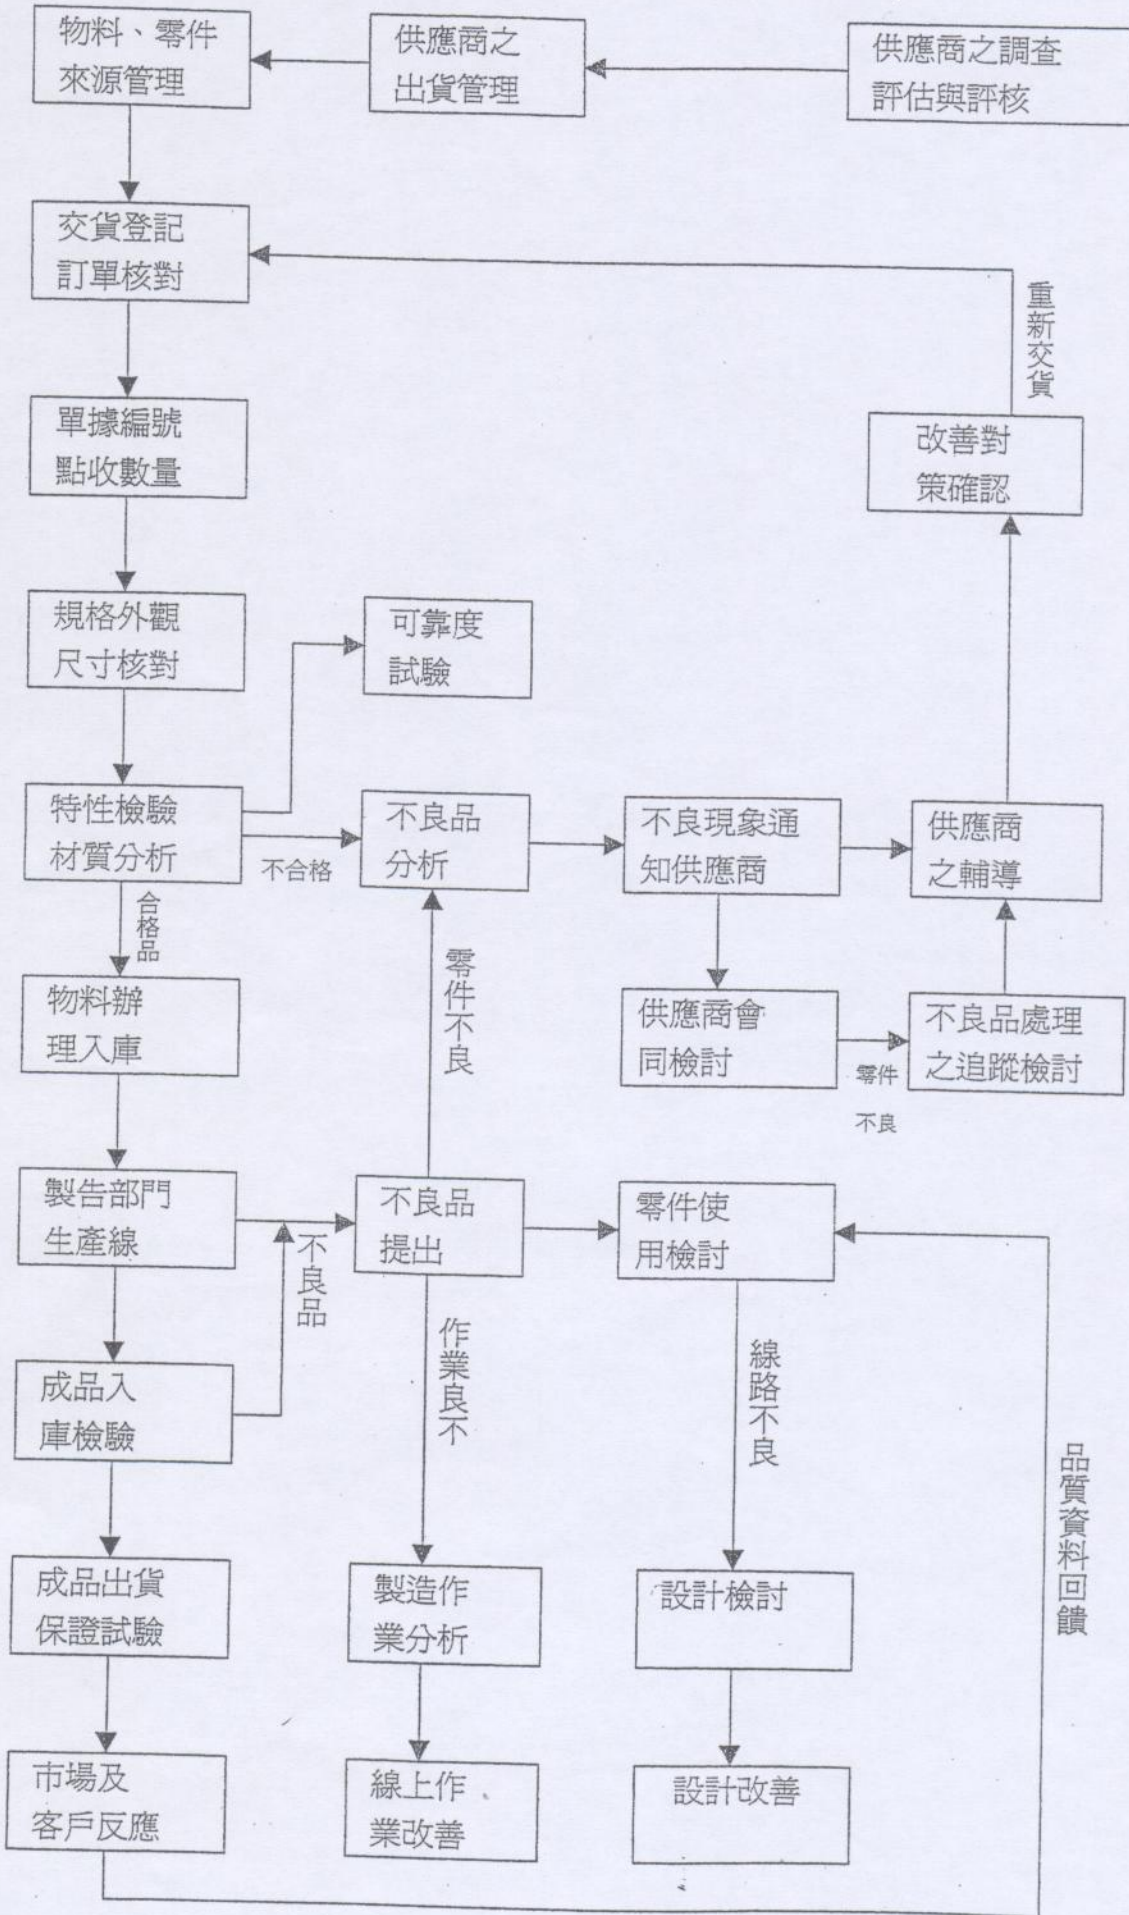 物料、零件
來源管理
供應商之
出貨管理
供應商之調查
評估與評核
交貨登記
訂單核對
重新交貨
單據編號
點收數量
改善對
策確認
規格外觀
尺寸核對
可靠度
試驗
特性檢驗
材質分析
不合格
不良品
分析
不良現象通
知供應商
供應商
之輔導
合格品
零件不良
物料辦
理入庫
供應商會
同檢討
零件
不良
不良品處理
之追蹤檢討
製告部門
生產線
不良品
不良品
提出
零件使
用檢討
作業良不
線路不良
成品入
庫檢驗
品質資料回饋
成品出貨
保證試驗
製造作
業分析
設計檢討
市場及
客戶反應
線上作
業改善
設計改善